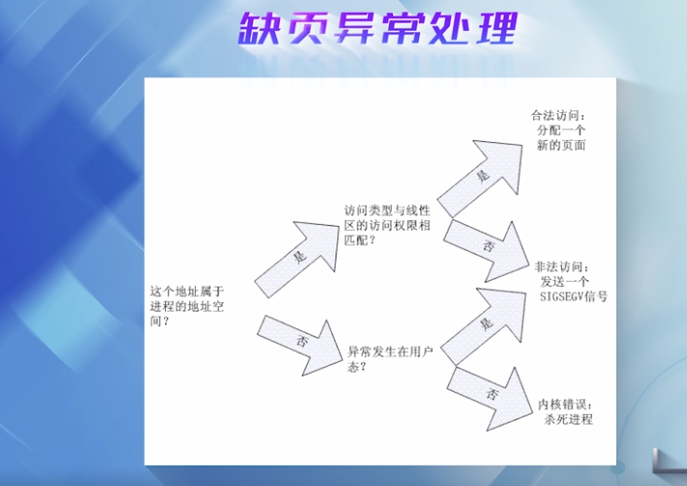 缺页异常处理
合法访问：
分配一个
新的页面
是
访问类型与线性
区的访问权限相
匹配？
是
否
这个地址属于
进程的地址空
间？
非法访问：
发送一个
SIGSEGV信号
否
是
异常发生在用户
态？
否
内核错误：
杀死进程